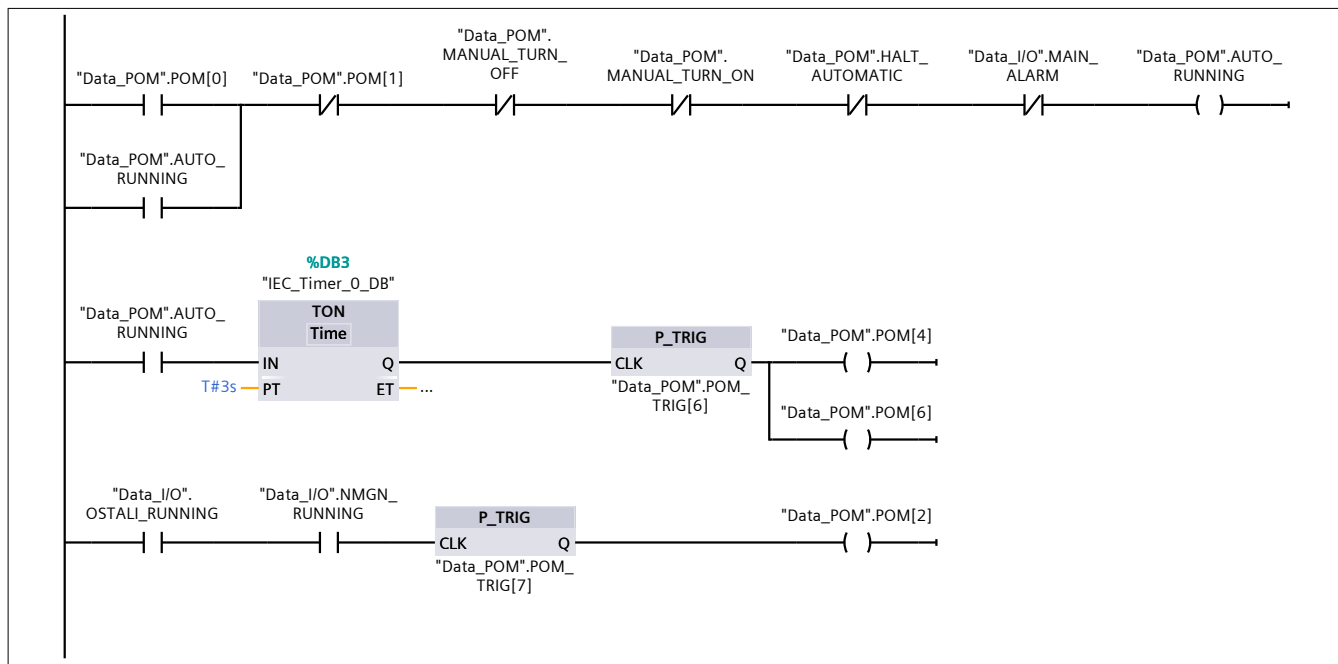 "Data_POM".
MANUAL_TURN_
OFF
"Data_POM".POM[0]
"Data_POM".POM[1]
"Data_POM".
MANUAL_TURN_ON
"Data_POM".HALT_
AUTOMATIC
"Data_I/O".MAIN_
ALARM
"Data_POM".AUTO_
RUNNING
"Data_POM".AUTO_
RUNNING
%DB3
"IEC_Timer_0_DB"
"Data_POM".AUTO_
RUNNING
TON
Time
IN
Q
T#3s
PT
ET
...
P_TRIG
CLK
Q
"Data_POM".POM_
TRIG[6]
"Data_POM".POM[4]
"Data_POM".POM[6]
"Data_I/O".
OSTALI_RUNNING
"Data_I/O".NMGN_
RUNNING
P_TRIG
CLK
Q
"Data_POM".POM_
TRIG[7]
"Data_POM".POM[2]